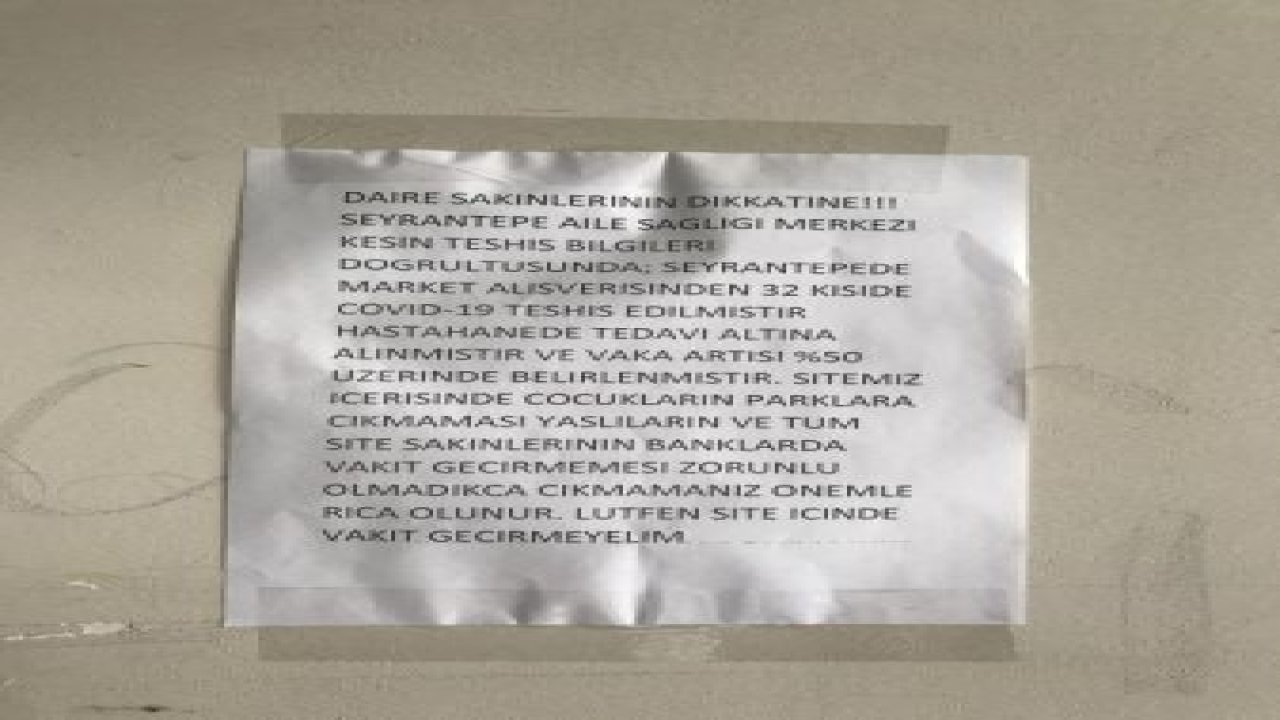 DAIRE SAKINLERININ DIKKATINE!!!
SEYRANTEPE AILE SAGLIGI MERKEZI
KESIN TESHIS BILGILERI
DOGRULTUSUNDA; SEYRANTEPEDE
MARKET ALISVERISINDEN 32 KISIDE
COVID-19 TESHIS EDILMISTIR
HASTAHANEDE TEDAVI ALTINA
ALINMISTIR VE VAKA ARTISI %50
UZERINDE BELIRLENMISTIR. SITEMIZ
ICERISINDE COCUKLARIN PARKLARA
CIKMAMASI YASLILARIN VE TUM
SITE SAKINLERININ BANKLARDA
VAKIT GECIRMEMESI ZORUNLU
OLMADIKCA CIKMAMANIZ ONEMLE
RICA OLUNUR. LUTFEN SITE ICINDE
VAKIT GECIRMEYELIM